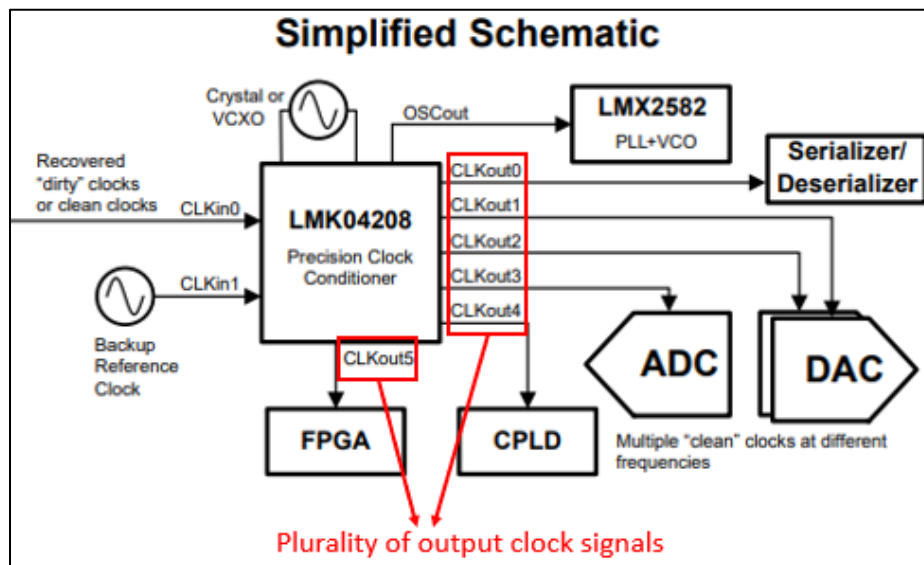 Simplified Schematic
Crystal or
VCXO
OSCout
LMX2582
PLL+VCO
Recovered
"dirty" clocks
or clean clocks
CLKin0
LMK04208
Precision Clock
Conditioner
CLKout0
CLKout1
CLKout2
CLKout3
CLKout4
Serializer/
Deserializer
CLKin1
Backup
Reference
Clock
CLKout5
ADC
DAC
FPGA
CPLD
Multiple "clean" clocks at different
frequencies
Plurality of output clock signals